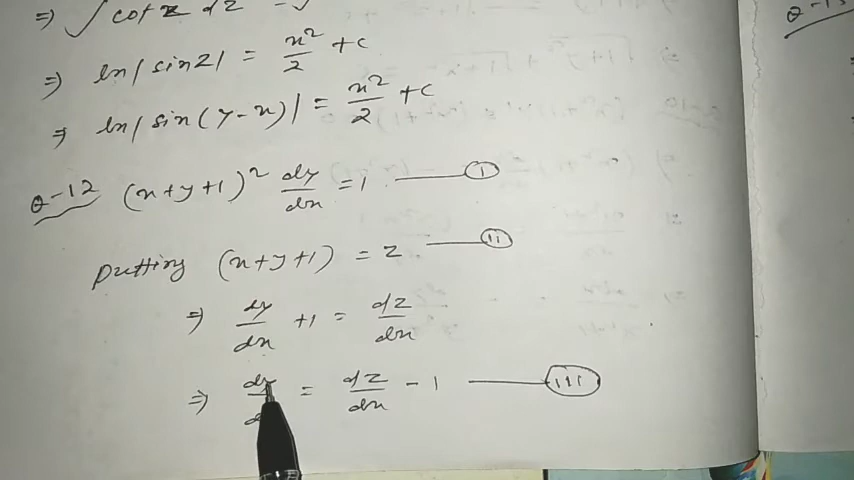 ⇒ ∫ cot z dz = ∫
⇒ ln|sin z| = x²/2 + c
⇒ ln|sin(y-x)| = x²/2 + c
Q-12 (x+y+1)² dy/dx = 1 — (i)
Putting (x+y+1) = z — (ii)
⇒ dy/dx + 1 = dz/dx
⇒ dy/ = dz/dx - 1 — (iii)